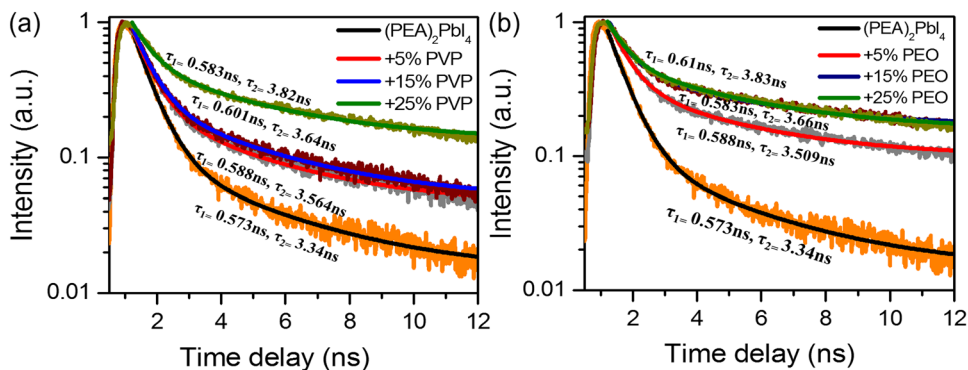 (a)
(PEA)₂PbI₄
+5% PVP
+15% PVP
+25% PVP
τ₁= 0.583ns, τ₂= 3.82ns
τ₁= 0.601ns, τ₂= 3.64ns
τ₁= 0.588ns, τ₂= 3.564ns
τ₁= 0.573ns, τ₂= 3.34ns
Intensity (a.u.)
1
0.1
0.01
2 4 6 8 10 12
Time delay (ns)
(b)
(PEA)₂PbI₄
+5% PEO
+15% PEO
+25% PEO
τ₁= 0.61ns, τ₂= 3.83ns
τ₁= 0.583ns, τ₂= 3.66ns
τ₁= 0.588ns, τ₂= 3.509ns
τ₁= 0.573ns, τ₂= 3.34ns
Intensity (a.u.)
1
0.1
0.01
2 4 6 8 10 12
Time delay (ns)